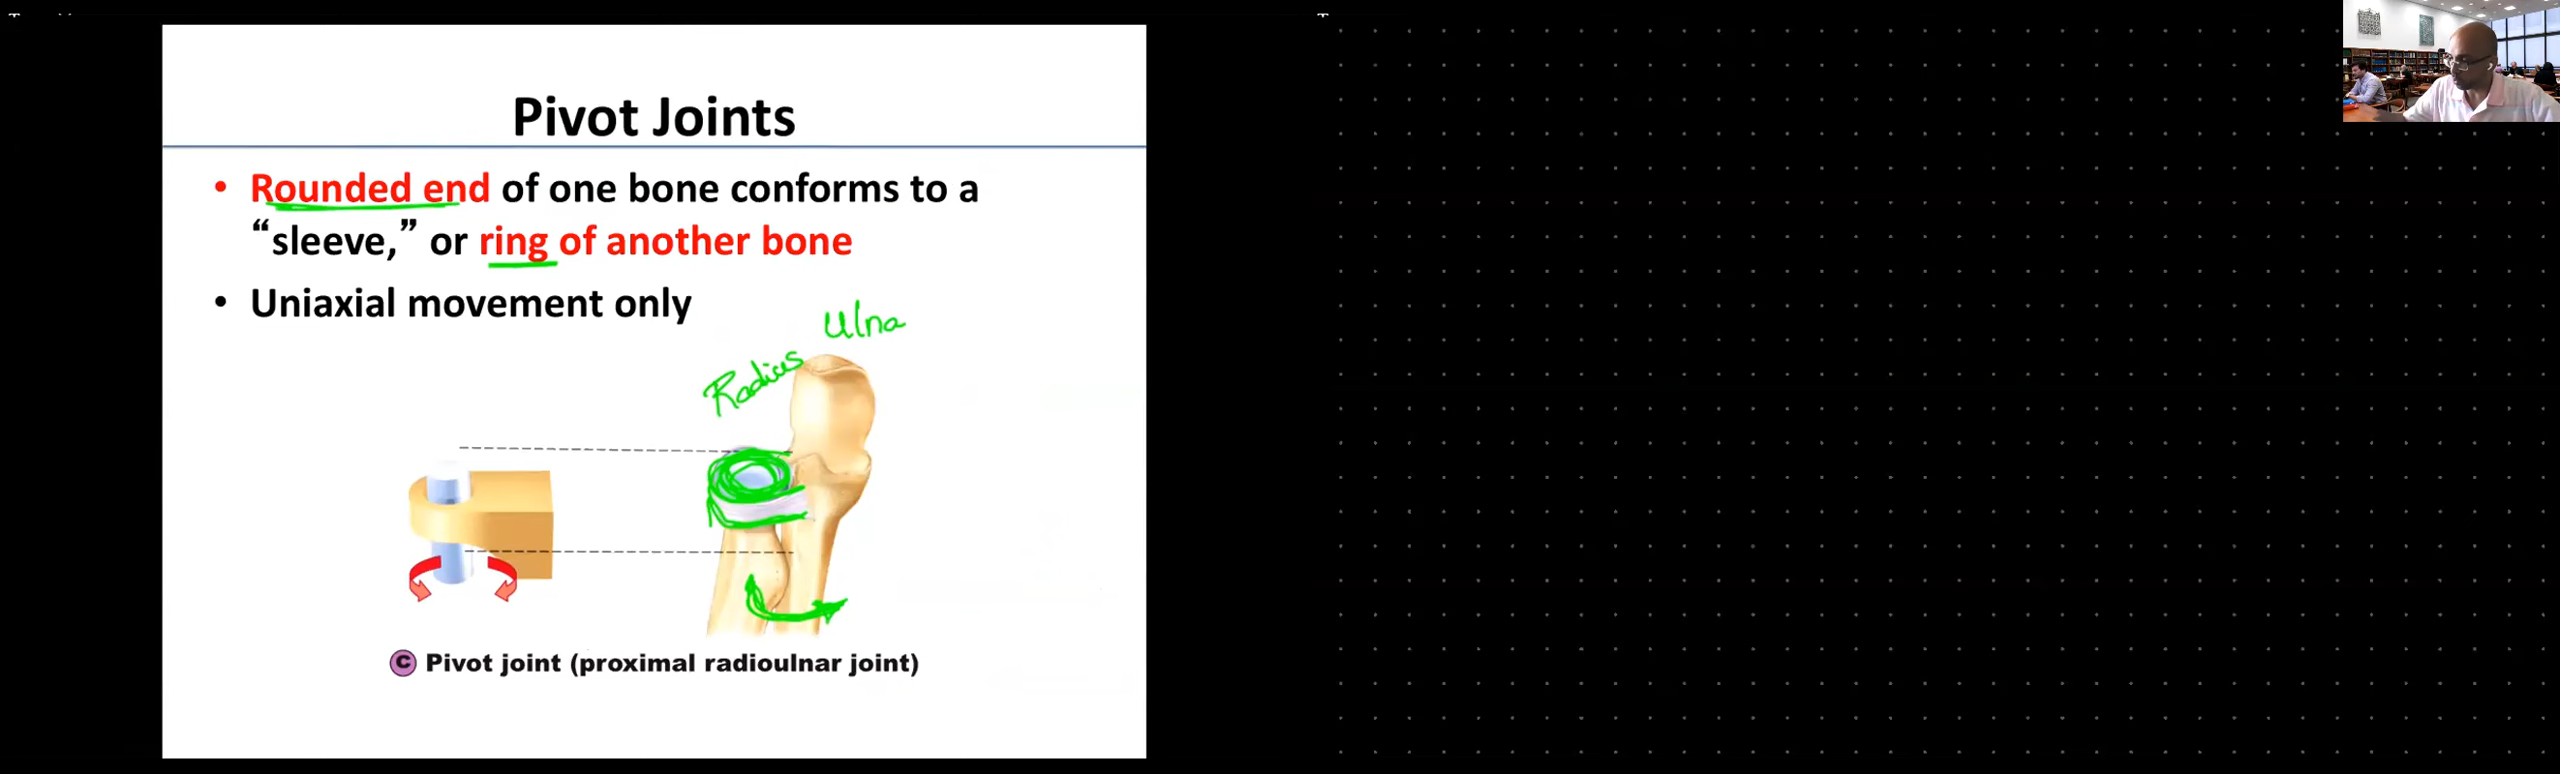 Pivot Joints
• Rounded end of one bone conforms to a
“sleeve,” or ring of another bone
• Uniaxial movement only
Ulna
Radius
C Pivot joint (proximal radioulnar joint)